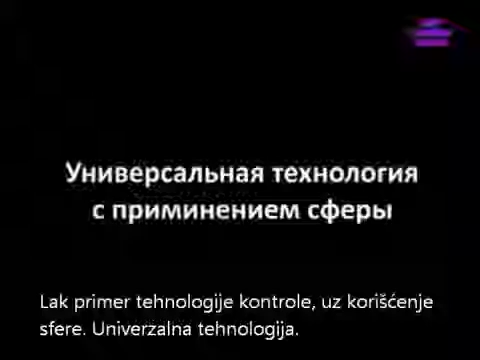 Универсальная технология
с приминением сферы
Lak primer tehnologije kontrole, uz korišćenje
sfere. Univerzalna tehnologija.